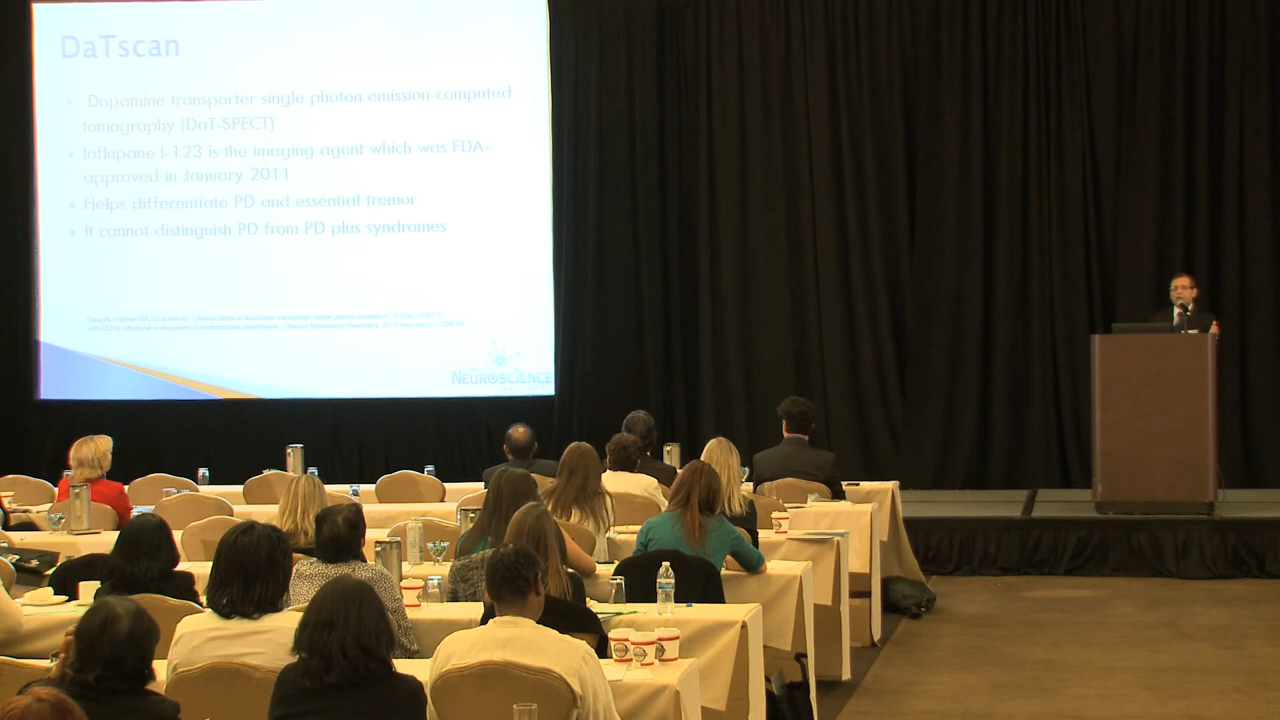 DaTscan
Dopamine transporter single photon emission-computed
tomography (DaT-SPECT)
Ioflupane I-123 is the imaging agent which was FDA-
approved in January 2011
Helps differentiate PD and essential tremor
It cannot distinguish PD from PD plus syndromes
NEUROSCIENCE